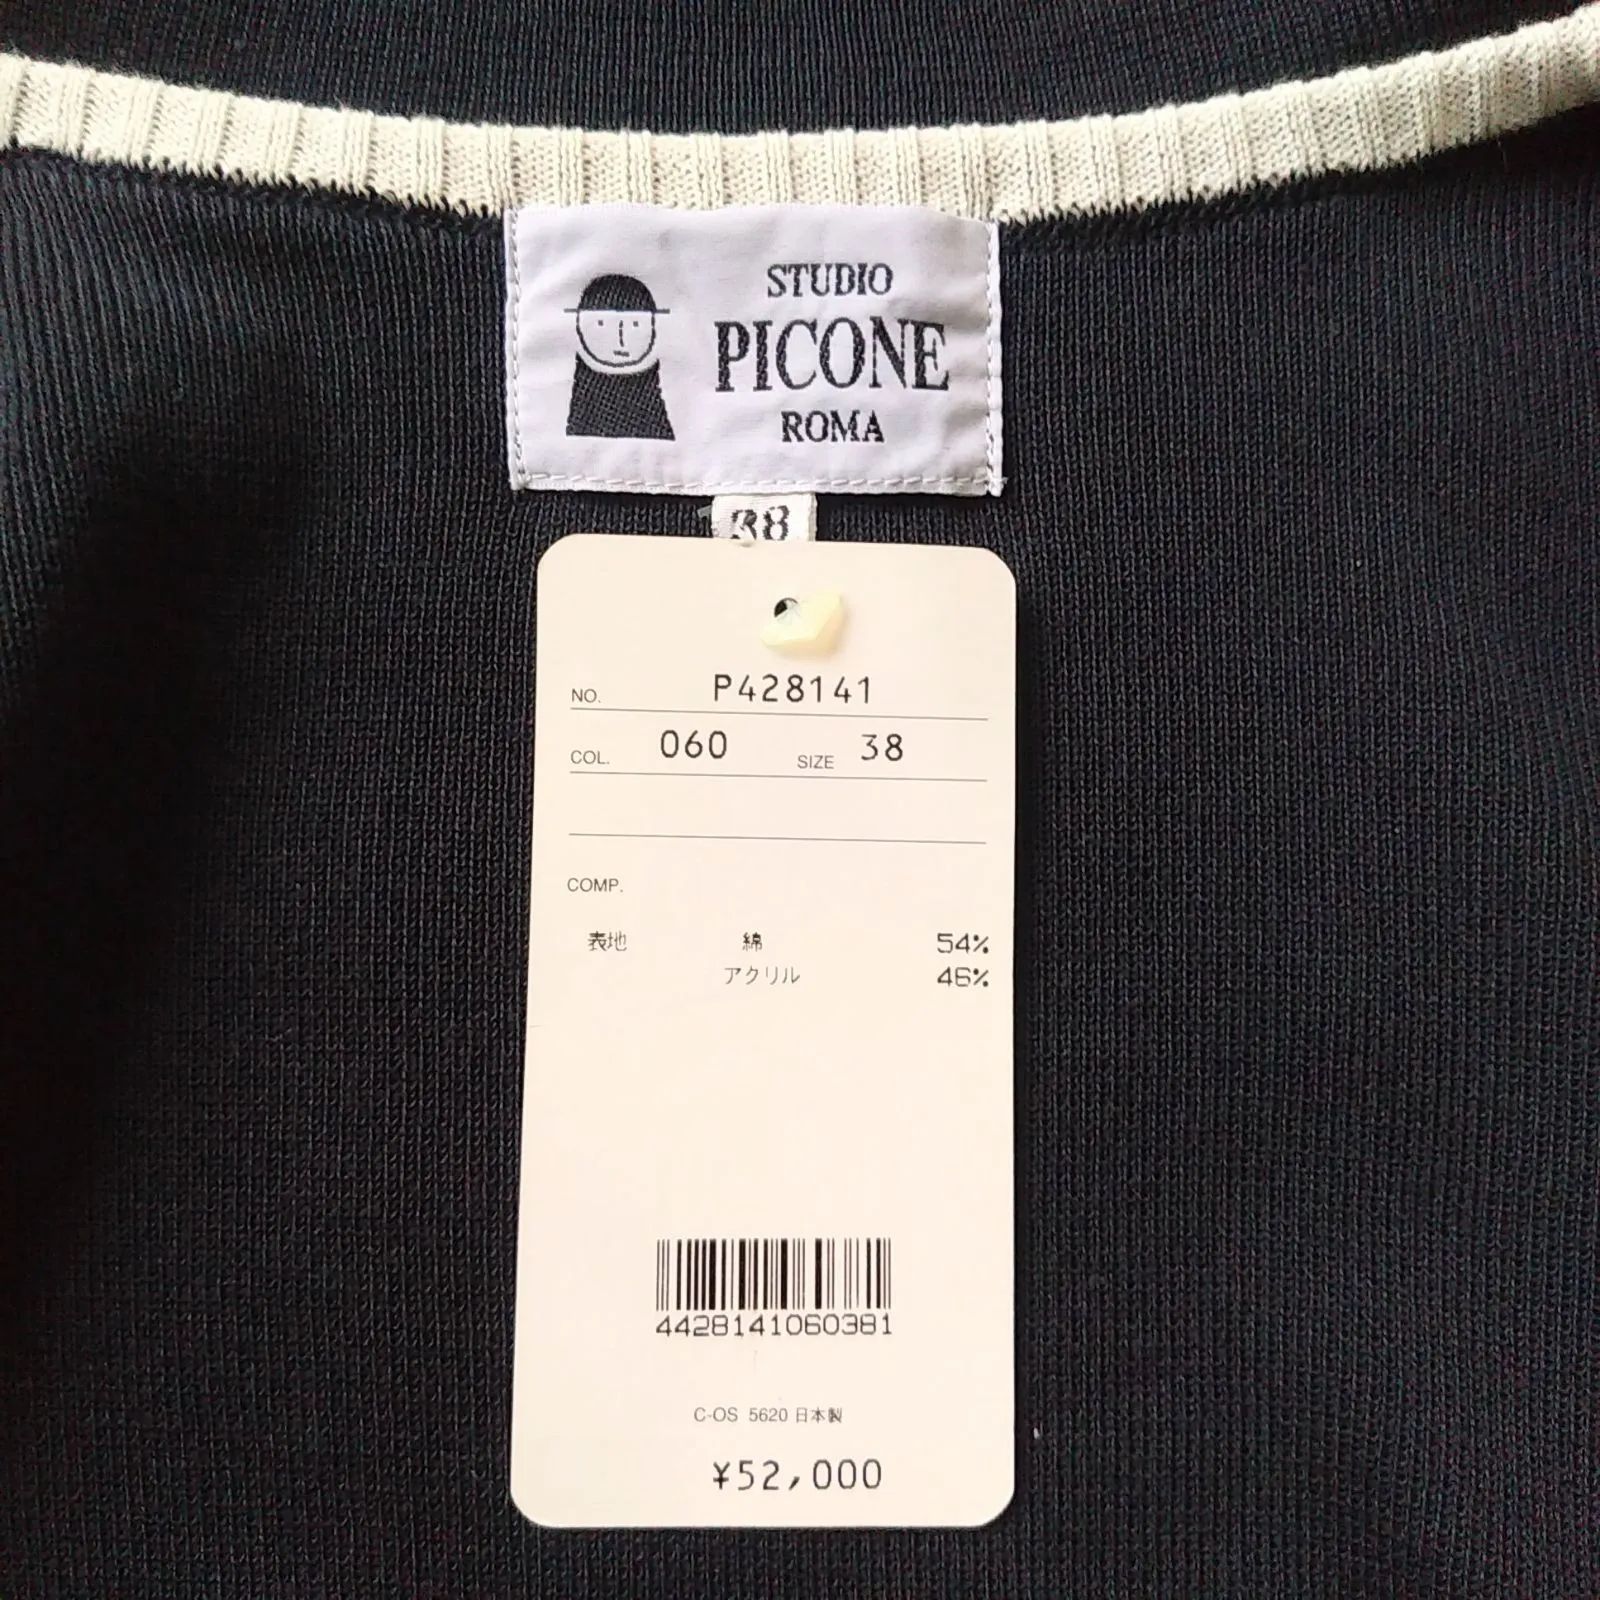 STUDIO
PICONE
ROMA
38
NO. P428141
COL. 060 SIZE 38
COMP.
表地 綿 54%
アクリル 46%
4428141060381
C-OS 5620 日本製
¥52,000